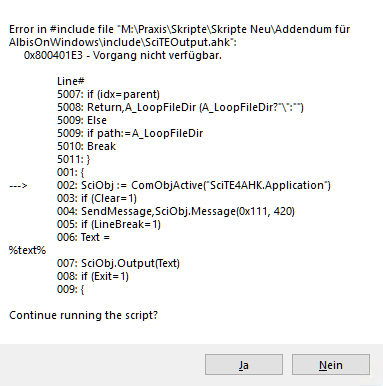 Error in #include file "M:\Praxis\Skripte\Skripte Neu\Addendum für
AlbisOnWindows\include\SciTEOutput.ahk":
0x800401E3 - Vorgang nicht verfügbar.
Line#
5007: if (idx=parent)
5008: Return,A_LoopFileDir (A_LoopFileDir?"\":"")
5009: Else
5009: if path:=A_LoopFileDir
5010: Break
5011: }
001: {
---> 002: SciObj := ComObjActive("SciTE4AHK.Application")
003: if (Clear=1)
004: SendMessage,SciObj.Message(0x111, 420)
005: if (LineBreak=1)
006: Text =
%text%
007: SciObj.Output(Text)
008: if (Exit=1)
009: {
Continue running the script?
Ja Nein